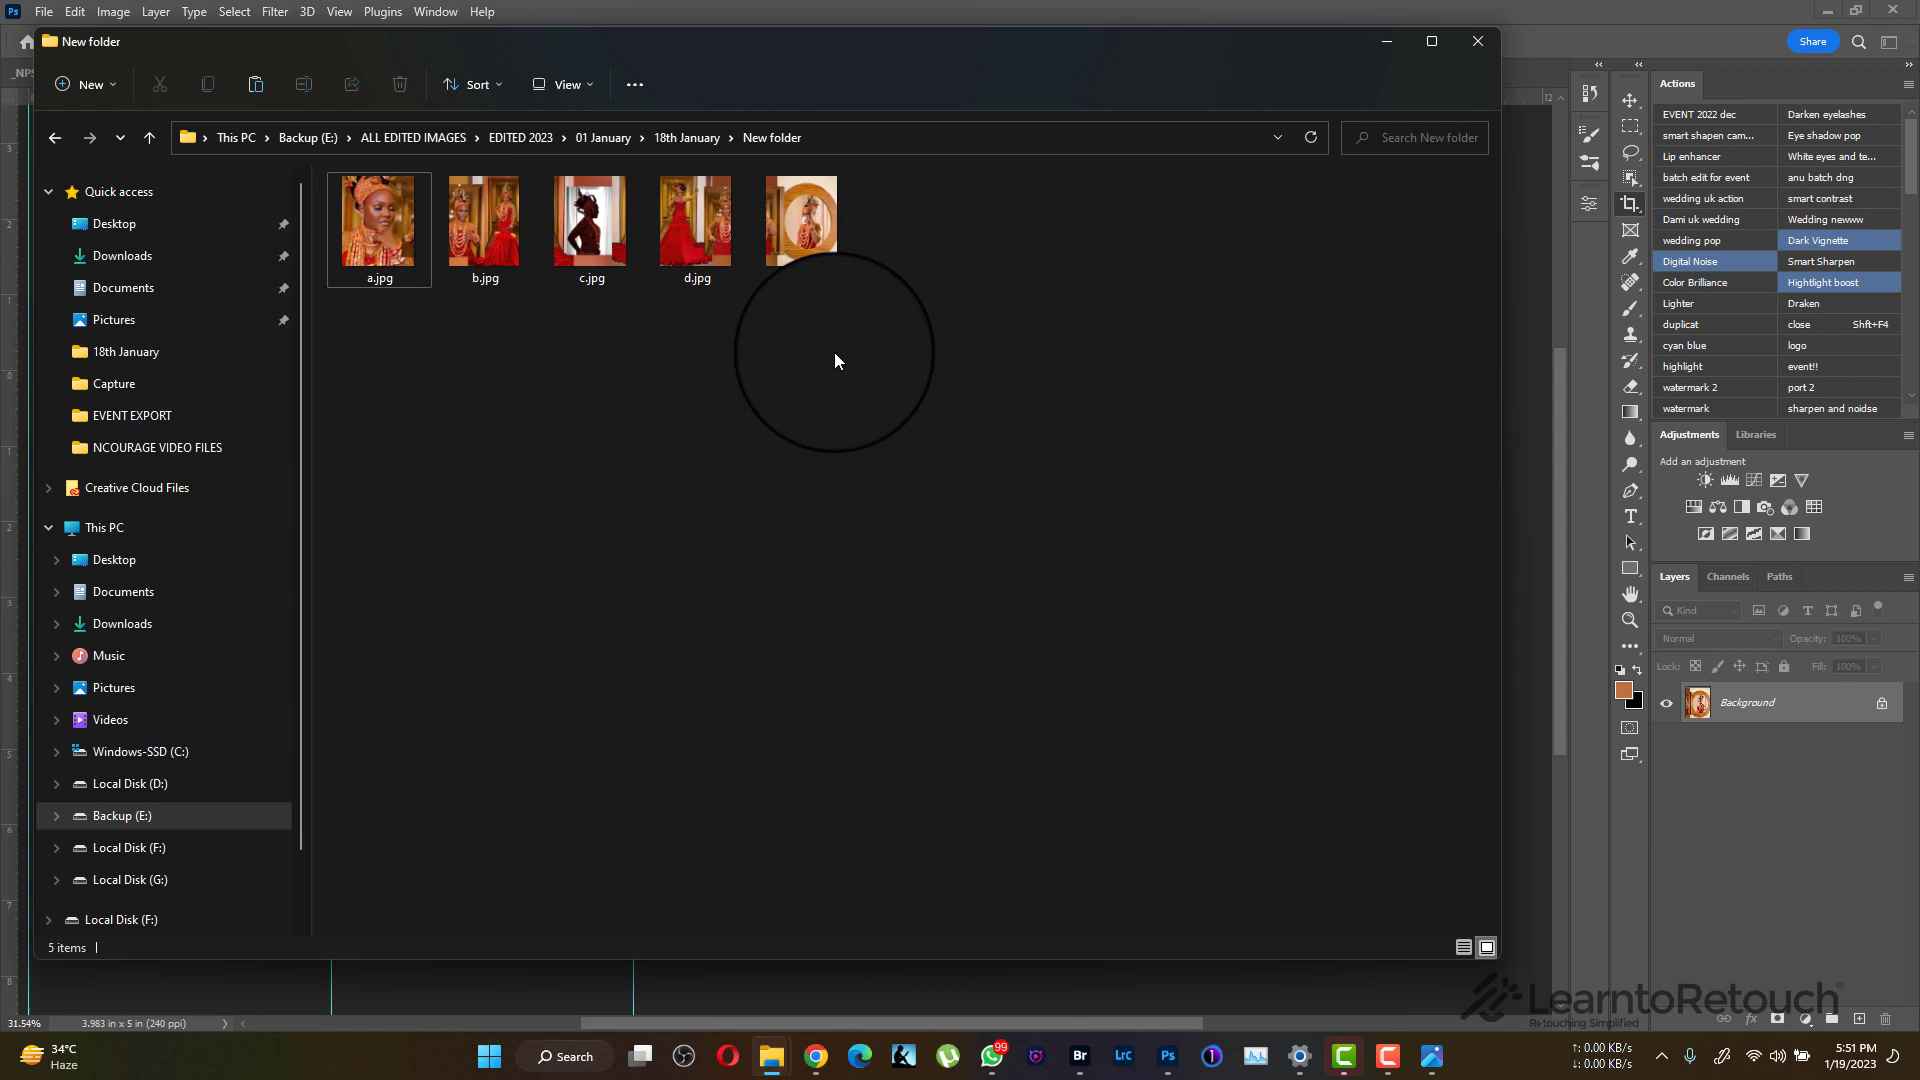 Ps File Edit Image Layer Type Select Filter 3D View Plugins Window Help
New folder
Share
_NPS
New Sort View
This PC Backup (E:) ALL EDITED IMAGES EDITED 2023 01 January 18th January New folder
Search New folder
Quick access
Desktop
Downloads
Documents
Pictures
18th January
Capture
EVENT EXPORT
NCOURAGE VIDEO FILES
Creative Cloud Files
This PC
Desktop
Documents
Downloads
Music
Pictures
Videos
Windows-SSD (C:)
Local Disk (D:)
Backup (E:)
Local Disk (F:)
Local Disk (G:)
Local Disk (F:)
5 items
a.jpg b.jpg c.jpg d.jpg
12
Actions
EVENT 2022 dec Darken eyelashes
smart shapen cam... Eye shadow pop
Lip enhancer White eyes and te...
batch edit for event anu batch dng
wedding uk action smart contrast
Dami uk wedding Wedding newww
wedding pop Dark Vignette
Digital Noise Smart Sharpen
Color Brilliance Hightlight boost
Lighter Draken
duplicat close Shft+F4
cyan blue logo
highlight event!!
watermark 2 port 2
watermark sharpen and noidse
Adjustments Libraries
Add an adjustment
Layers Channels Paths
Kind
Normal Opacity: 100%
Lock: Fill: 100%
Background
LearntoRetouch
Retouching Simplified
31.54% 3.983 in x 5 in (240 ppi)
34°C
Haze
Search
99
Br Lrc Ps
↑: 0.00 KB/s
↓: 0.00 KB/s
5:51 PM
1/19/2023